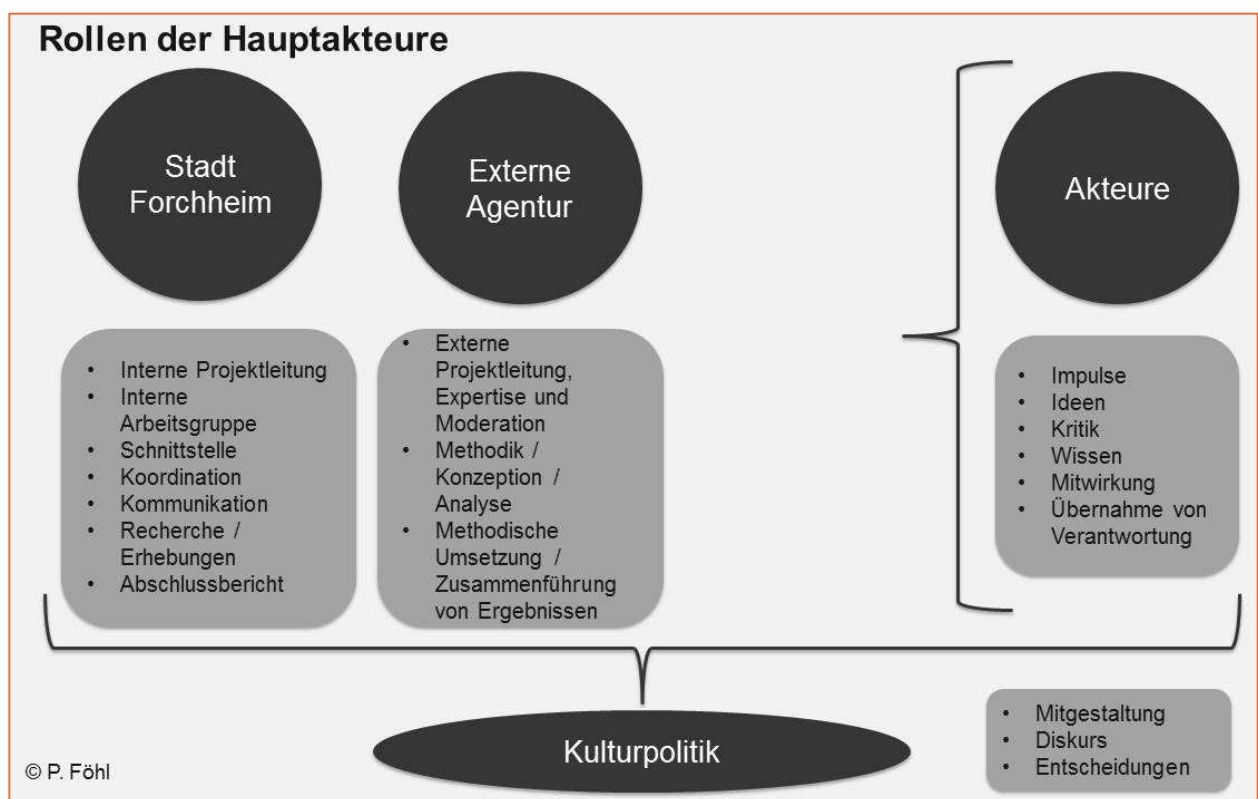 Rollen der Hauptakteure
Stadt
Forchheim
Externe
Agentur
Akteure
• Interne Projektleitung
• Interne
Arbeitsgruppe
• Schnittstelle
• Koordination
• Kommunikation
• Recherche /
Erhebungen
• Abschlussbericht
• Externe
Projektleitung,
Expertise und
Moderation
• Methodik /
Konzeption /
Analyse
• Methodische
Umsetzung /
Zusammenführung
von Ergebnissen
• Impulse
• Ideen
• Kritik
• Wissen
• Mitwirkung
• Übernahme von
Verantwortung
Kulturpolitik
• Mitgestaltung
• Diskurs
• Entscheidungen
© P. Föhl